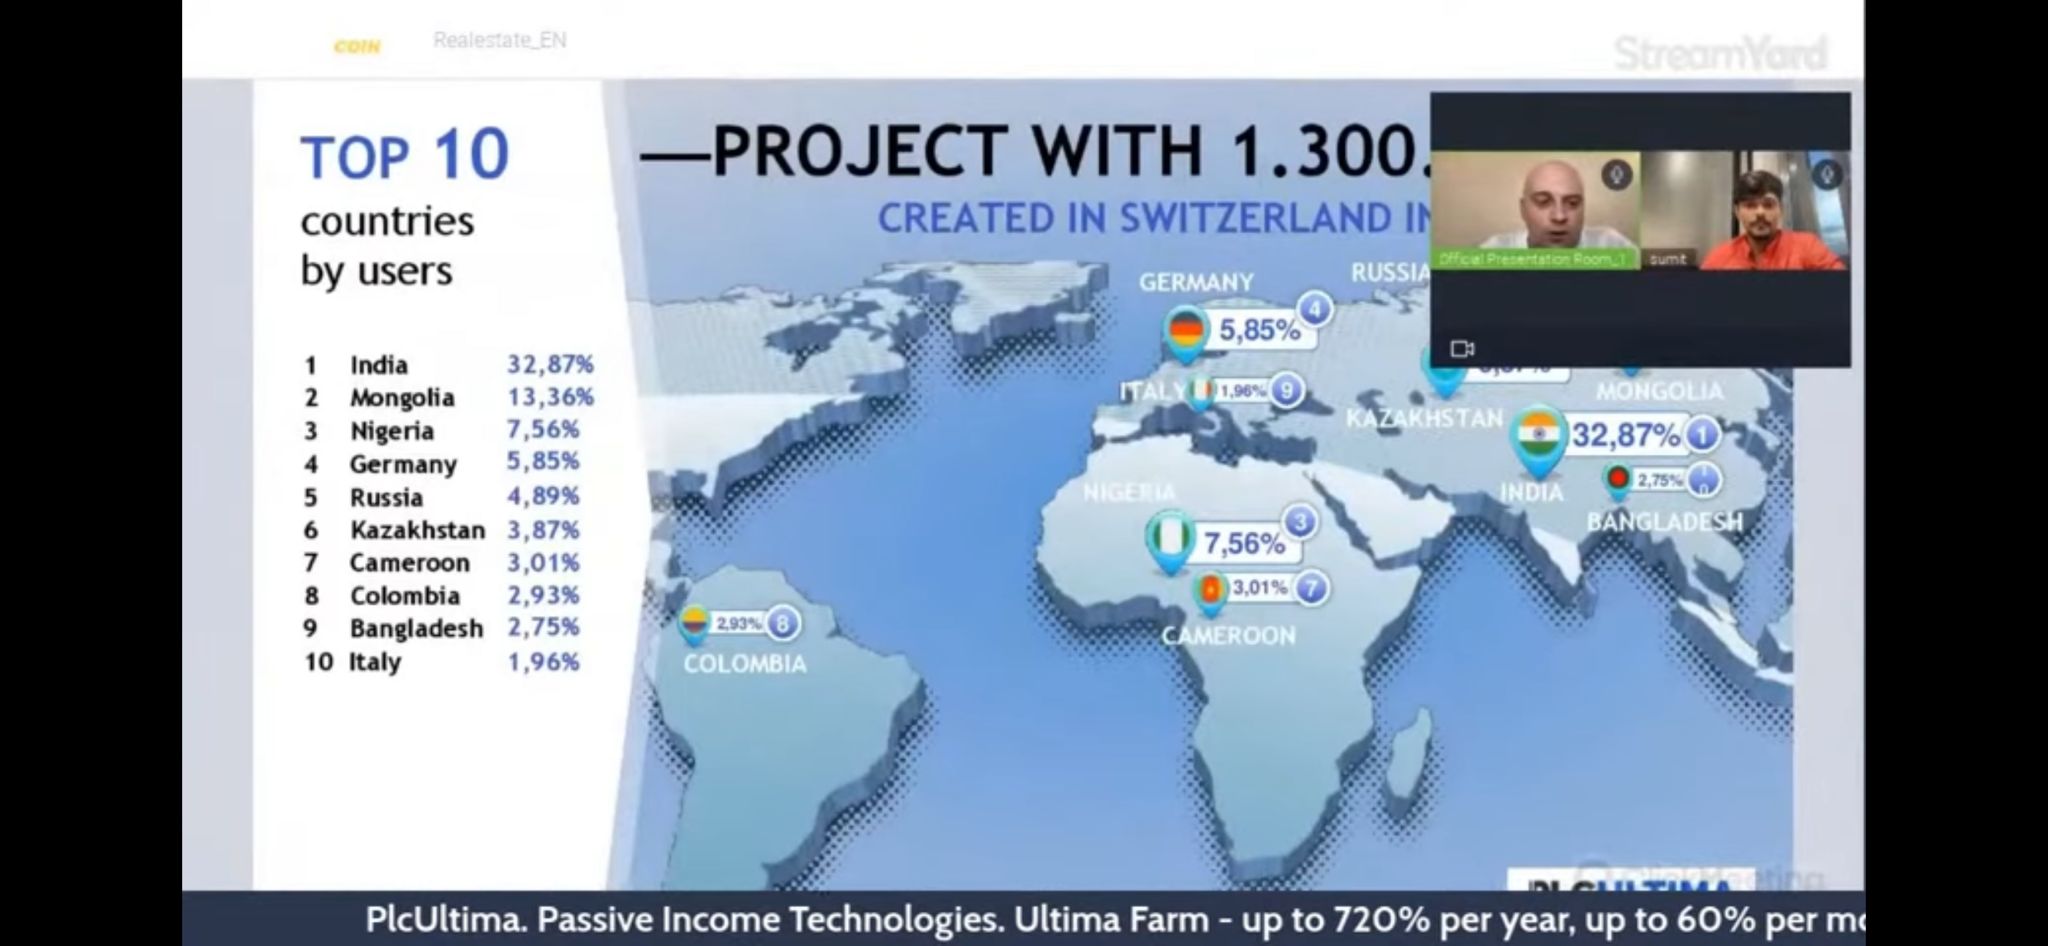 COIN
Realestate_EN
StreamYard
TOP 10
countries
by users
1 India 32,87%
2 Mongolia 13,36%
3 Nigeria 7,56%
4 Germany 5,85%
5 Russia 4,89%
6 Kazakhstan 3,87%
7 Cameroon 3,01%
8 Colombia 2,93%
9 Bangladesh 2,75%
10 Italy 1,96%
—PROJECT WITH 1.300.
CREATED IN SWITZERLAND IN
Official Presentation Room_1
sumit
GERMANY
5,85% 4
RUSSIA
ITALY 1,96% 9
KAZAKHSTAN
MONGOLIA
32,87% 1
INDIA
2,75%
BANGLADESH
NIGERIA
7,56% 3
3,01% 7
CAMEROON
2,93% 8
COLOMBIA
PLCULTIMA
ClickMeeting
PlcUltima. Passive Income Technologies. Ultima Farm - up to 720% per year, up to 60% per mo